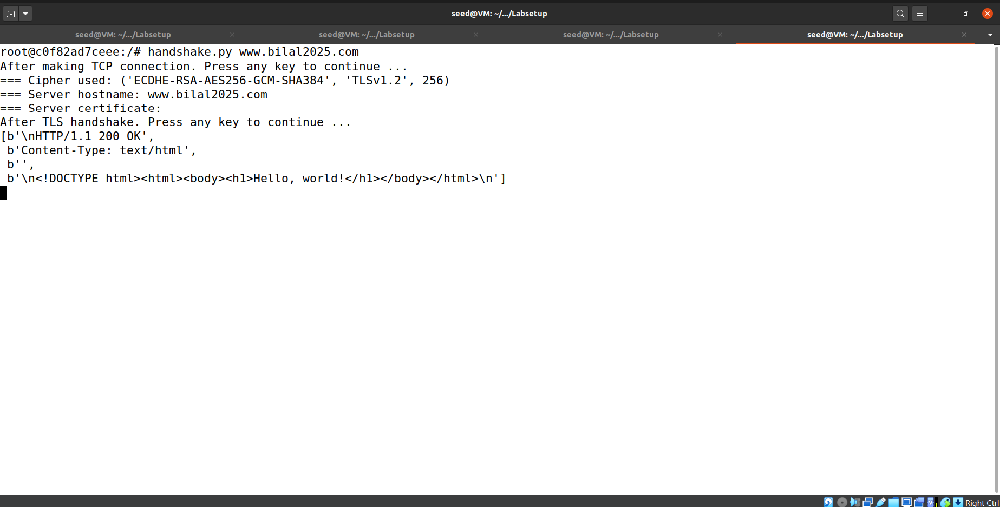 seed@VM: ~/.../Labsetup
seed@VM: ~/.../Labsetup
seed@VM: ~/.../Labsetup
seed@VM: ~/.../Labsetup
seed@VM: ~/.../Labsetup
root@c0f82ad7ceee:/# handshake.py www.bilal2025.com
After making TCP connection. Press any key to continue ...
=== Cipher used: ('ECDHE-RSA-AES256-GCM-SHA384', 'TLSv1.2', 256)
=== Server hostname: www.bilal2025.com
=== Server certificate:
After TLS handshake. Press any key to continue ...
[b'\nHTTP/1.1 200 OK',
 b'Content-Type: text/html',
 b'',
 b'\n<!DOCTYPE html><html><body><h1>Hello, world!</h1></body></html>\n']
Right Ctrl